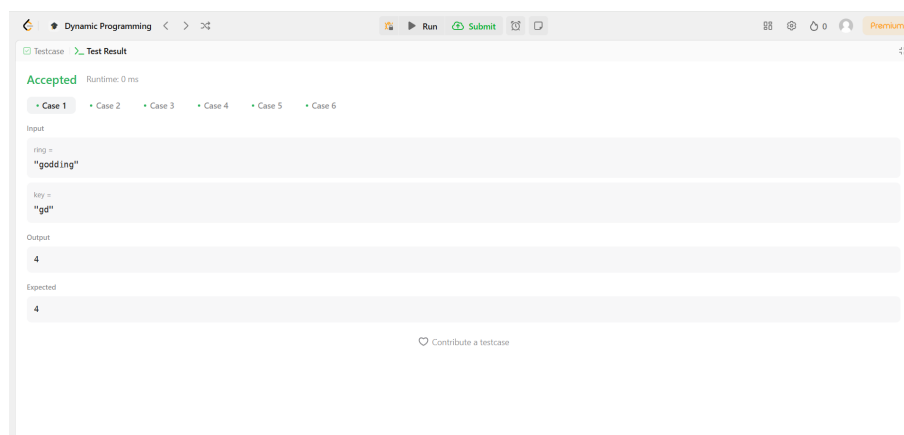 Dynamic Programming
Run
Submit
0
Premium
Testcase
>_ Test Result
Accepted Runtime: 0 ms
• Case 1 • Case 2 • Case 3 • Case 4 • Case 5 • Case 6
Input
ring =
"godding"
key =
"gd"
Output
4
Expected
4
Contribute a testcase